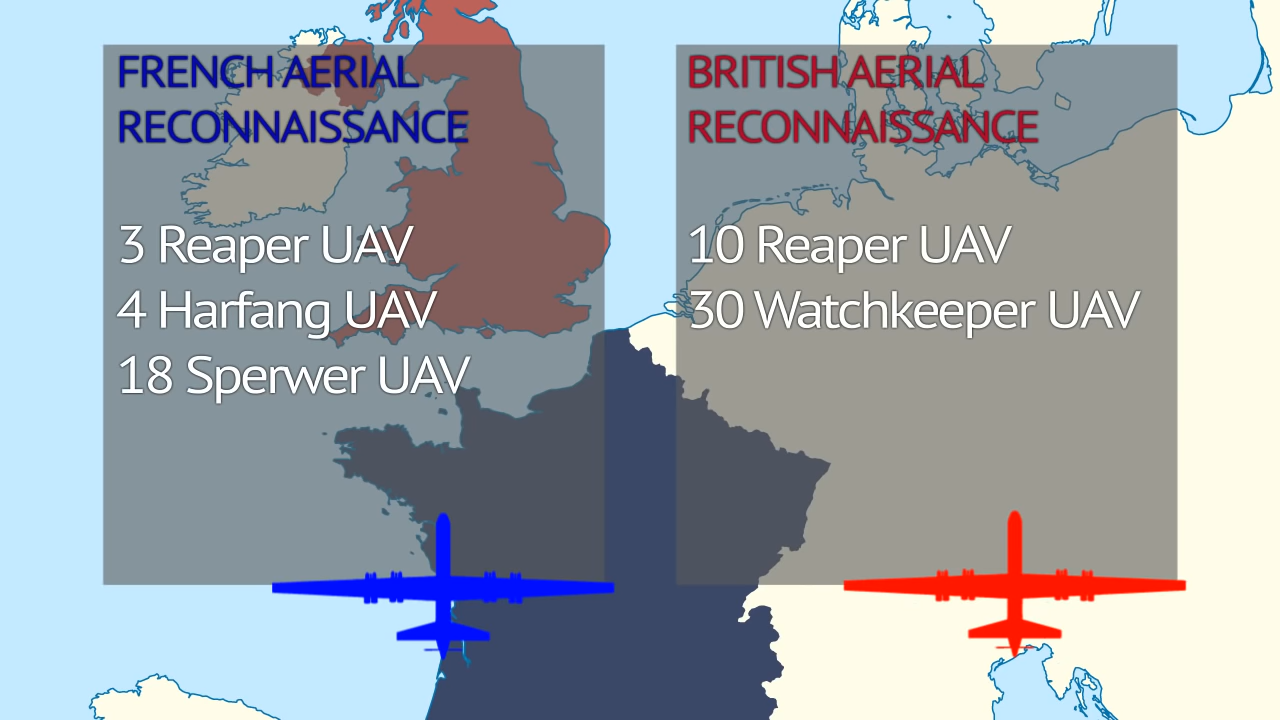 FRENCH AERIAL
RECONNAISSANCE
3 Reaper UAV
4 Harfang UAV
18 Sperwer UAV
BRITISH AERIAL
RECONNAISSANCE
10 Reaper UAV
30 Watchkeeper UAV